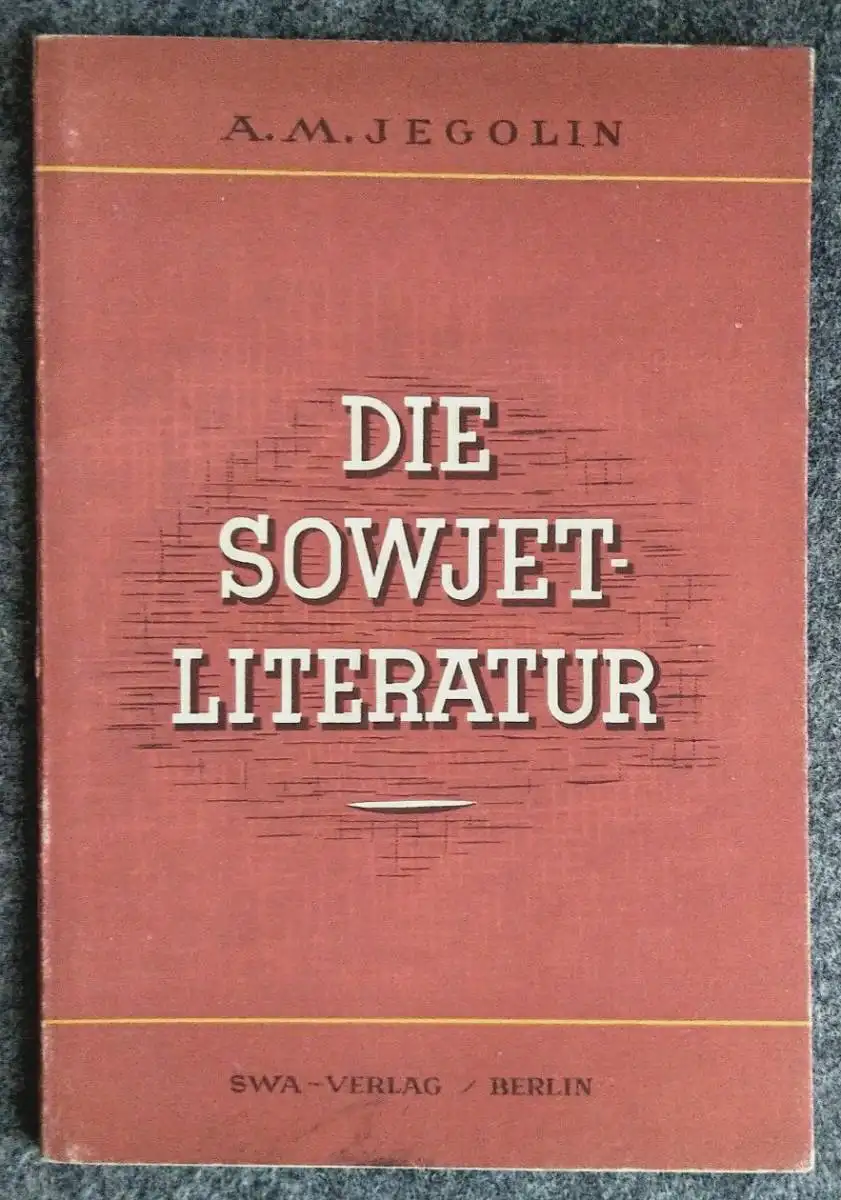 A. M. JEGOLIN
DIE
SOWJET-
LITERATUR
SWA-VERLAG / BERLIN